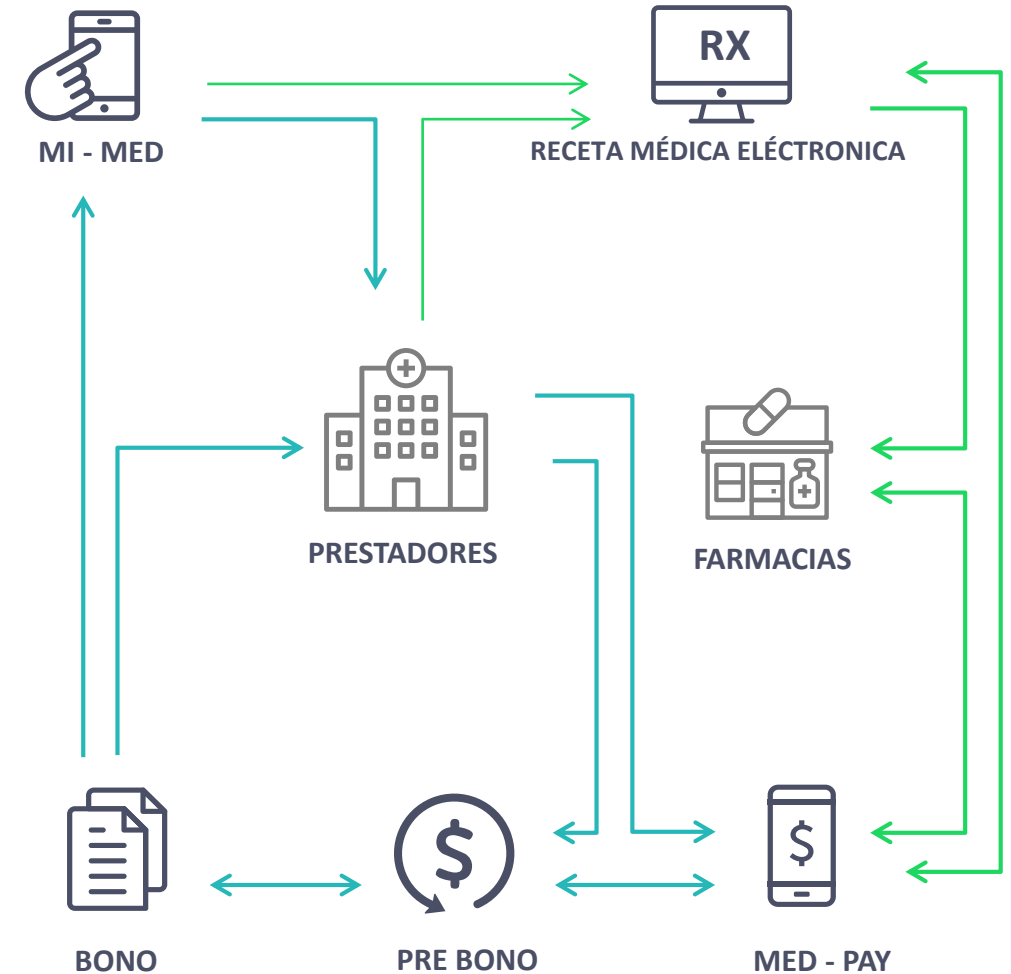 RX
MI - MED
RECETA MÉDICA ELÉCTRONICA
PRESTADORES
FARMACIAS
$
$
BONO
PRE BONO
MED - PAY